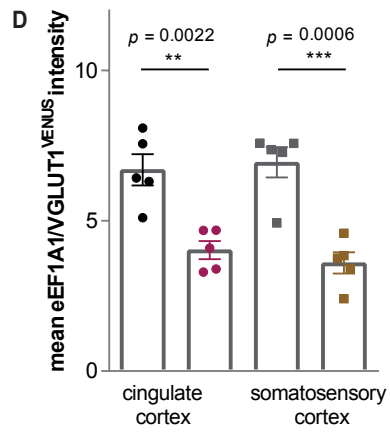 D
p = 0.0022
p = 0.0006
**
***
mean eEF1A1/VGLUT1VENUS intensity
10
5
0
cingulate
cortex
somatosensory
cortex